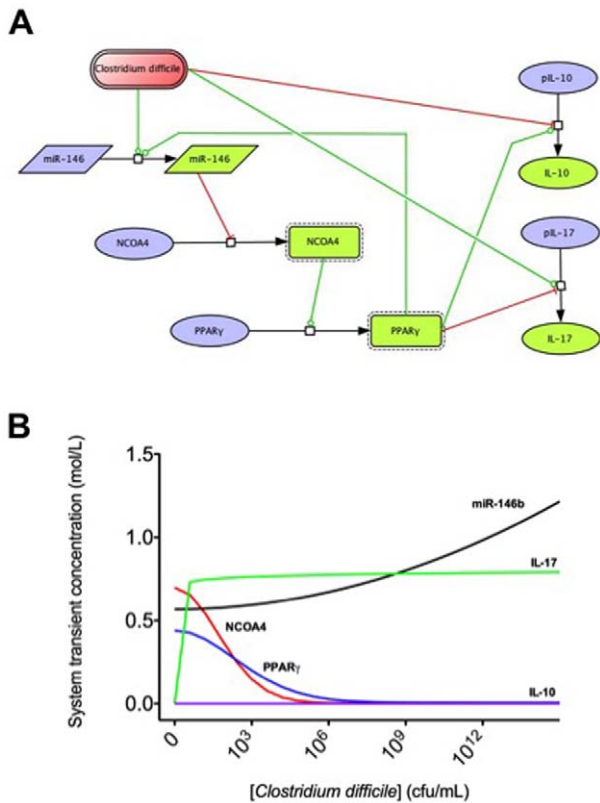 A
Clostridium difficile
pIL-10
miR-146
miR-146
IL-10
NCOA4
NCOA4
pIL-17
PPARγ
PPARγ
IL-17
B
System transient concentration (mol/L)
1.5
1.0
0.5
0.0
miR-146b
IL-17
NCOA4
PPARγ
IL-10
0
10³
10⁶
10⁹
10¹²
[Clostridium difficile] (cfu/mL)